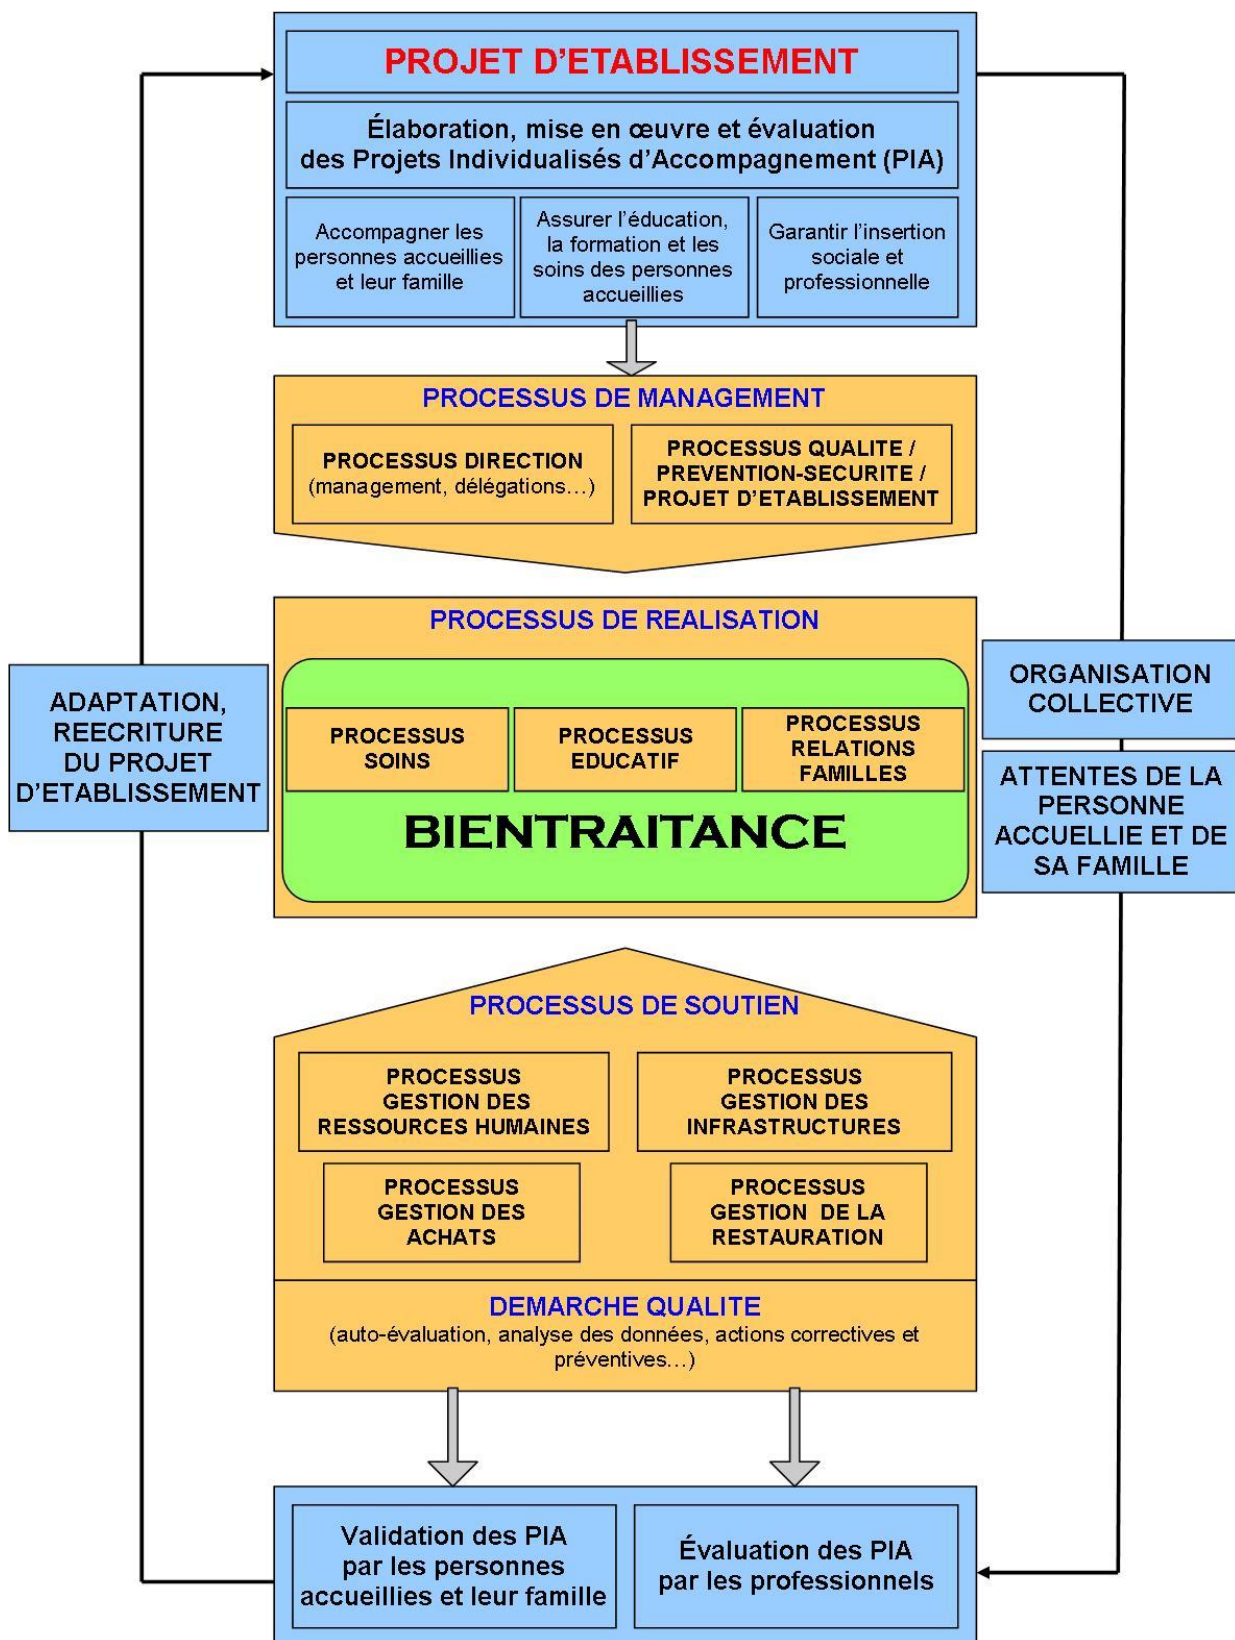 PROJET D'ETABLISSEMENT
Élaboration, mise en œuvre et évaluation
des Projets Individualisés d'Accompagnement (PIA)
Accompagner les
personnes accueillies
et leur famille
Assurer l'éducation,
la formation et les
soins des personnes
accueillies
Garantir l'insertion
sociale et
professionnelle
PROCESSUS DE MANAGEMENT
PROCESSUS DIRECTION
(management, délégations…)
PROCESSUS QUALITE /
PREVENTION-SECURITE /
PROJET D'ETABLISSEMENT
PROCESSUS DE REALISATION
PROCESSUS
SOINS
PROCESSUS
EDUCATIF
PROCESSUS
RELATIONS
FAMILLES
BIENTRAITANCE
ADAPTATION,
REECRITURE
DU PROJET
D'ETABLISSEMENT
ORGANISATION
COLLECTIVE
ATTENTES DE LA
PERSONNE
ACCUELLIE ET DE
SA FAMILLE
PROCESSUS DE SOUTIEN
PROCESSUS
GESTION DES
RESSOURCES HUMAINES
PROCESSUS
GESTION DES
INFRASTRUCTURES
PROCESSUS
GESTION DES
ACHATS
PROCESSUS
GESTION DE LA
RESTAURATION
DEMARCHE QUALITE
(auto-évaluation, analyse des données, actions correctives et
préventives…)
Validation des PIA
par les personnes
accueillies et leur famille
Évaluation des PIA
par les professionnels